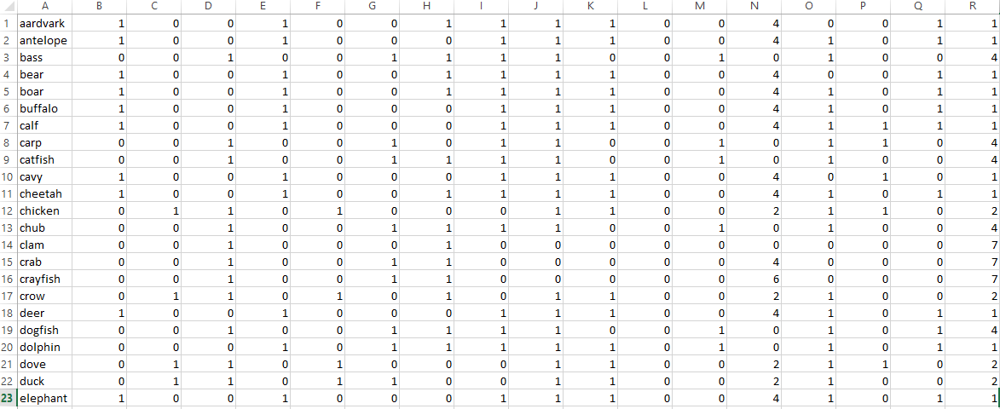 A B C D E F G H I J K L M N O P Q R
1 aardvark 1 0 0 1 0 0 1 1 1 1 0 0 4 0 0 1 1
2 antelope 1 0 0 1 0 0 0 1 1 1 0 0 4 1 0 1 1
3 bass 0 0 1 0 0 1 1 1 1 0 0 1 0 1 0 0 4
4 bear 1 0 0 1 0 0 1 1 1 1 0 0 4 0 0 1 1
5 boar 1 0 0 1 0 0 1 1 1 1 0 0 4 1 0 1 1
6 buffalo 1 0 0 1 0 0 0 1 1 1 0 0 4 1 0 1 1
7 calf 1 0 0 1 0 0 0 1 1 1 0 0 4 1 1 1 1
8 carp 0 0 1 0 0 1 0 1 1 0 0 1 0 1 1 0 4
9 catfish 0 0 1 0 0 1 1 1 1 0 0 1 0 1 0 0 4
10 cavy 1 0 0 1 0 0 0 1 1 1 0 0 4 0 1 0 1
11 cheetah 1 0 0 1 0 0 1 1 1 1 0 0 4 1 0 1 1
12 chicken 0 1 1 0 1 0 0 0 1 1 0 0 2 1 1 0 2
13 chub 0 0 1 0 0 1 1 1 1 0 0 1 0 1 0 0 4
14 clam 0 0 1 0 0 0 1 0 0 0 0 0 0 0 0 0 7
15 crab 0 0 1 0 0 1 1 0 0 0 0 0 4 0 0 0 7
16 crayfish 0 0 1 0 0 1 1 0 0 0 0 0 6 0 0 0 7
17 crow 0 1 1 0 1 0 1 0 1 1 0 0 2 1 0 0 2
18 deer 1 0 0 1 0 0 0 1 1 1 0 0 4 1 0 1 1
19 dogfish 0 0 1 0 0 1 1 1 1 0 0 1 0 1 0 1 4
20 dolphin 0 0 0 1 0 1 1 1 1 1 0 1 0 1 0 1 1
21 dove 0 1 1 0 1 0 0 0 1 1 0 0 2 1 1 0 2
22 duck 0 1 1 0 1 1 0 0 1 1 0 0 2 1 0 0 2
23 elephant 1 0 0 1 0 0 0 1 1 1 0 0 4 1 0 1 1